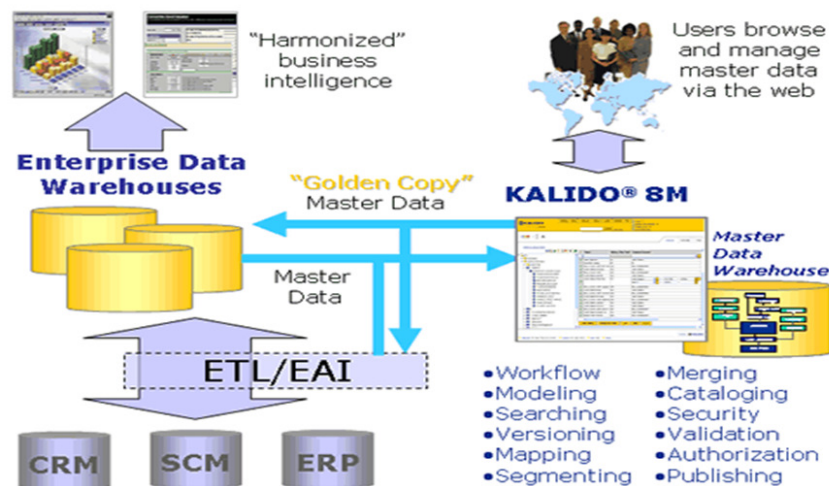 "Harmonized"
business
intelligence
Users browse
and manage
master data
via the web
Enterprise Data
Warehouses
"Golden Copy"
Master Data
KALIDO® 8M
Master
Data
Master
Data
Warehouse
ETL/EAI
CRM
SCM
ERP
•Workflow
•Modeling
•Searching
•Versioning
•Mapping
•Segmenting
•Merging
•Cataloging
•Security
•Validation
•Authorization
•Publishing